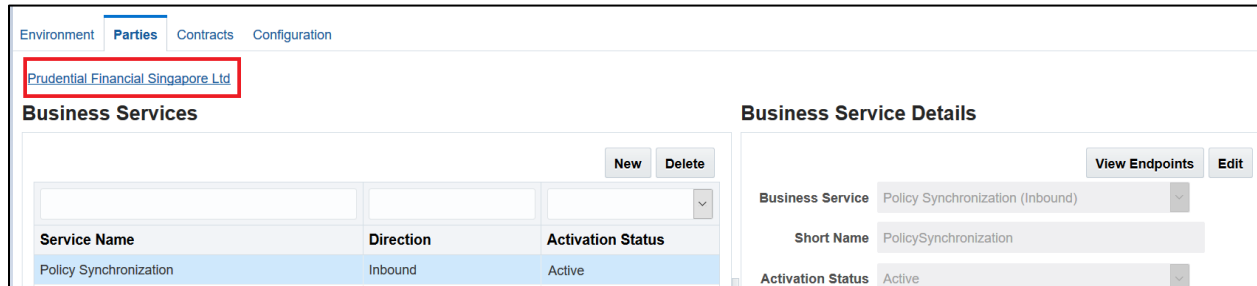 Environment Parties Contracts Configuration
Prudential Financial Singapore Ltd
Business Services
New Delete
Service Name Direction Activation Status
Policy Synchronization Inbound Active
Business Service Details
View Endpoints Edit
Business Service Policy Synchronization (Inbound)
Short Name PolicySynchronization
Activation Status Active